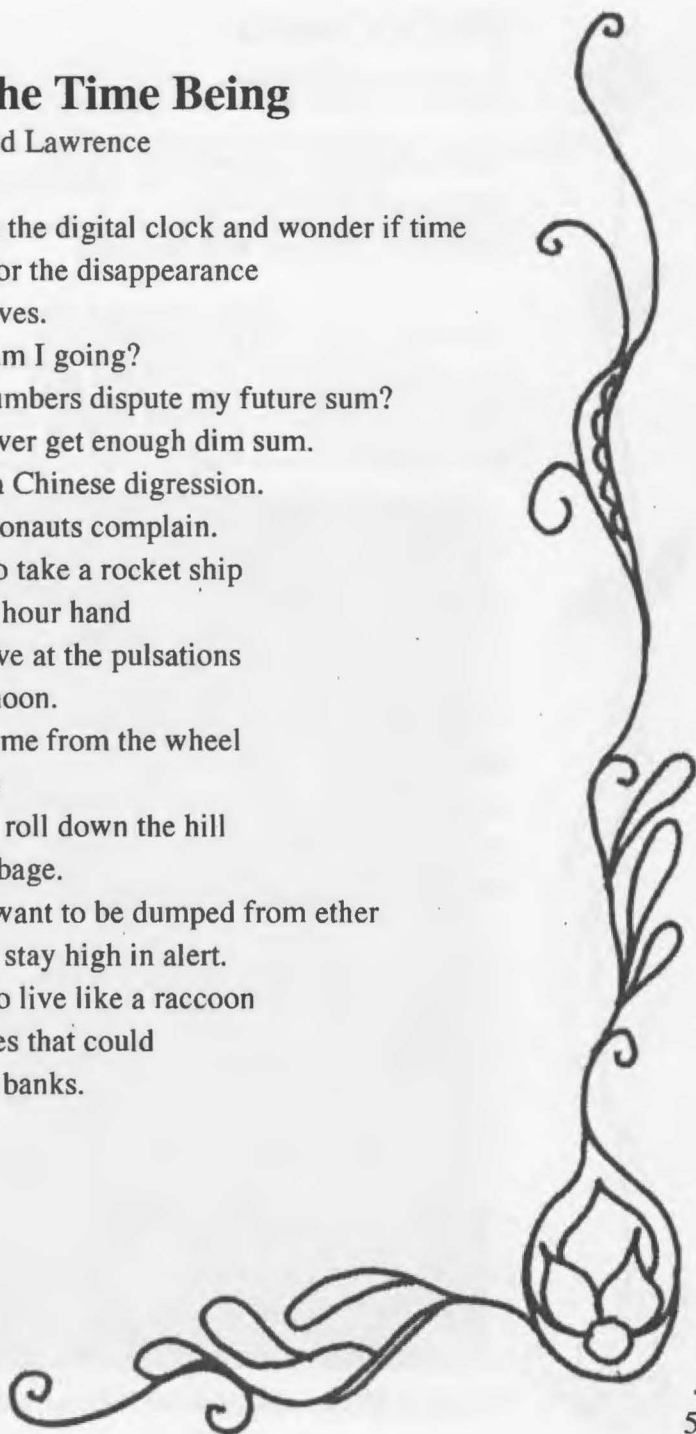 he Time Being
d Lawrence
the digital clock and wonder if time
or the disappearance
ves.
m I going?
umbers dispute my future sum?
ver get enough dim sum.
Chinese digression.
onauts complain.
o take a rocket ship
hour hand
ve at the pulsations
oon.
me from the wheel
roll down the hill
bage.
want to be dumped from ether
stay high in alert.
o live like a raccoon
es that could
banks.
5